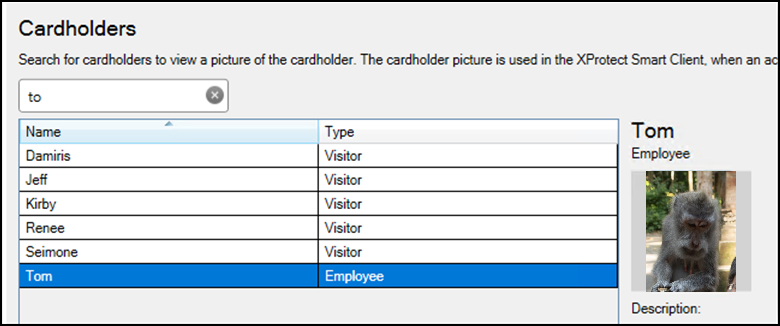 Cardholders
Search for cardholders to view a picture of the cardholder. The cardholder picture is used in the XProtect Smart Client, when an ac
to
Name Type
Damiris Visitor
Jeff Visitor
Kirby Visitor
Renee Visitor
Seimone Visitor
Tom Employee
Tom
Employee
Description: